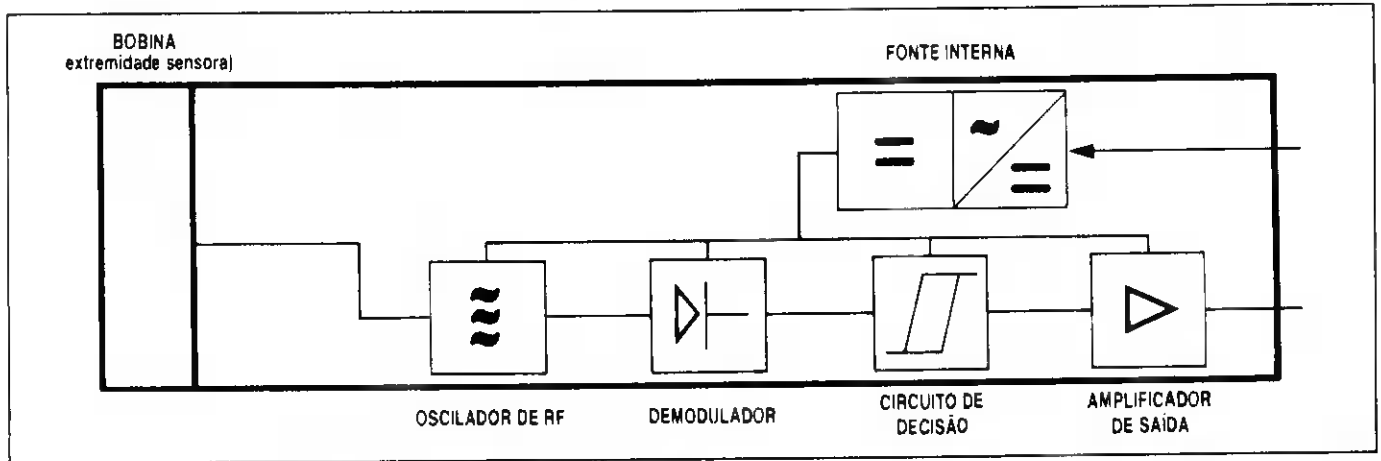 BOBINA
extremidade sensora)
FONTE INTERNA
OSCILADOR DE RF
DEMODULADOR
CIRCUITO DE
DECISÃO
AMPLIFICADOR
DE SAÍDA